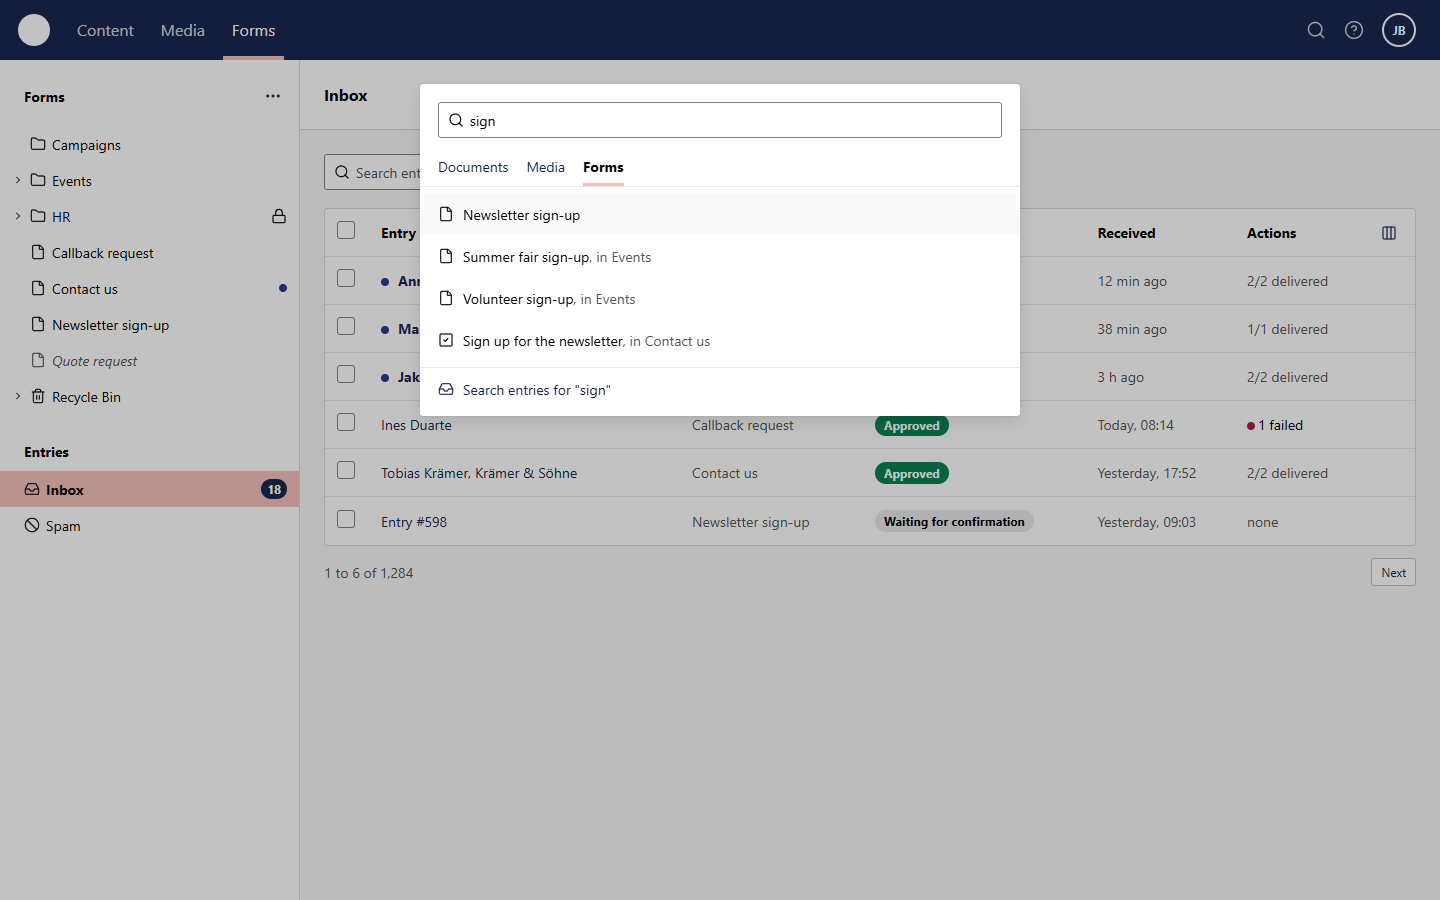 Content Media Forms JB
Forms
Campaigns
Events
HR
Callback request
Contact us
Newsletter sign-up
Quote request
Recycle Bin
Entries
Inbox 18
Spam
Inbox
Search
sign
Documents Media Forms
Newsletter sign-up
Summer fair sign-up, in Events
Volunteer sign-up, in Events
Sign up for the newsletter, in Contact us
Search entries for "sign"
Entry Received Actions
12 min ago 2/2 delivered
38 min ago 1/1 delivered
3 h ago 2/2 delivered
Ines Duarte Callback request Approved Today, 08:14 1 failed
Tobias Krämer, Krämer & Söhne Contact us Approved Yesterday, 17:52 2/2 delivered
Entry #598 Newsletter sign-up Waiting for confirmation Yesterday, 09:03 none
1 to 6 of 1,284 Next